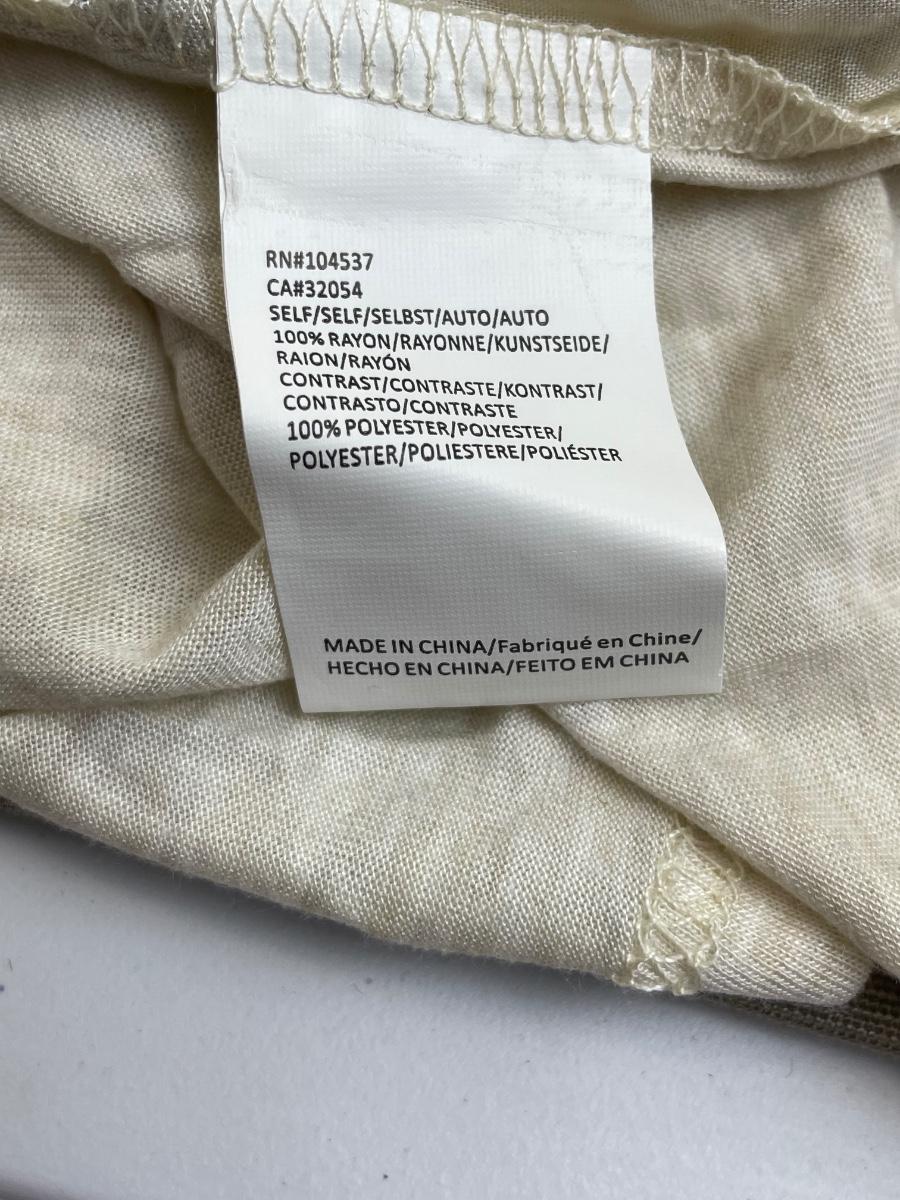 RN#104537
CA#32054
SELF/SELF/SELBST/AUTO/AUTO
100% RAYON/RAYONNE/KUNSTSEIDE/
RAION/RAYÓN
CONTRAST/CONTRASTE/KONTRAST/
CONTRASTO/CONTRASTE
100% POLYESTER/POLYESTER/
POLYESTER/POLIESTERE/POLIÉSTER
MADE IN CHINA/Fabriqué en Chine/
HECHO EN CHINA/FEITO EM CHINA